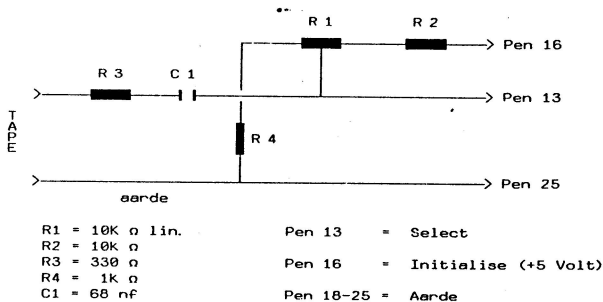 R 1 R 2
> Pen 16
R 3 C 1
> > Pen 13
TAPE
R 4
> > Pen 25
aarde
R1 = 10K Ω lin. Pen 13 = Select
R2 = 10K Ω
R3 = 330 Ω Pen 16 = Initialise (+5 Volt)
R4 = 1k Ω
C1 = 68 nf Pen 18-25 = Aarde